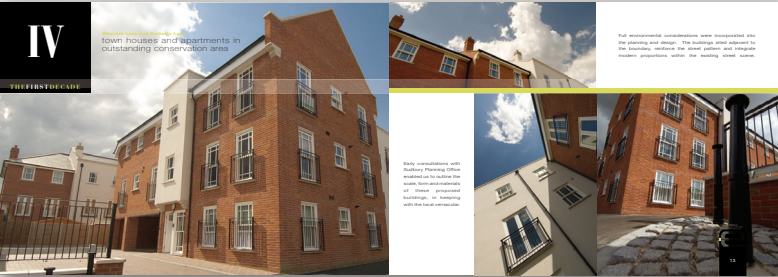 IV
THEFIRSTDECADE
town houses and apartments in
outstanding conservation area
Full environmental considerations were incorporated into
the planning and design. The buildings sited adjacent to
the boundary, reinforce the street pattern and integrate
modern proportions within the existing street scene.
Early consultations with
Sudbury Planning Office
enabled us to outline the
scale, form and materials
of these proposed
buildings, in keeping
with the local vernacular.
13